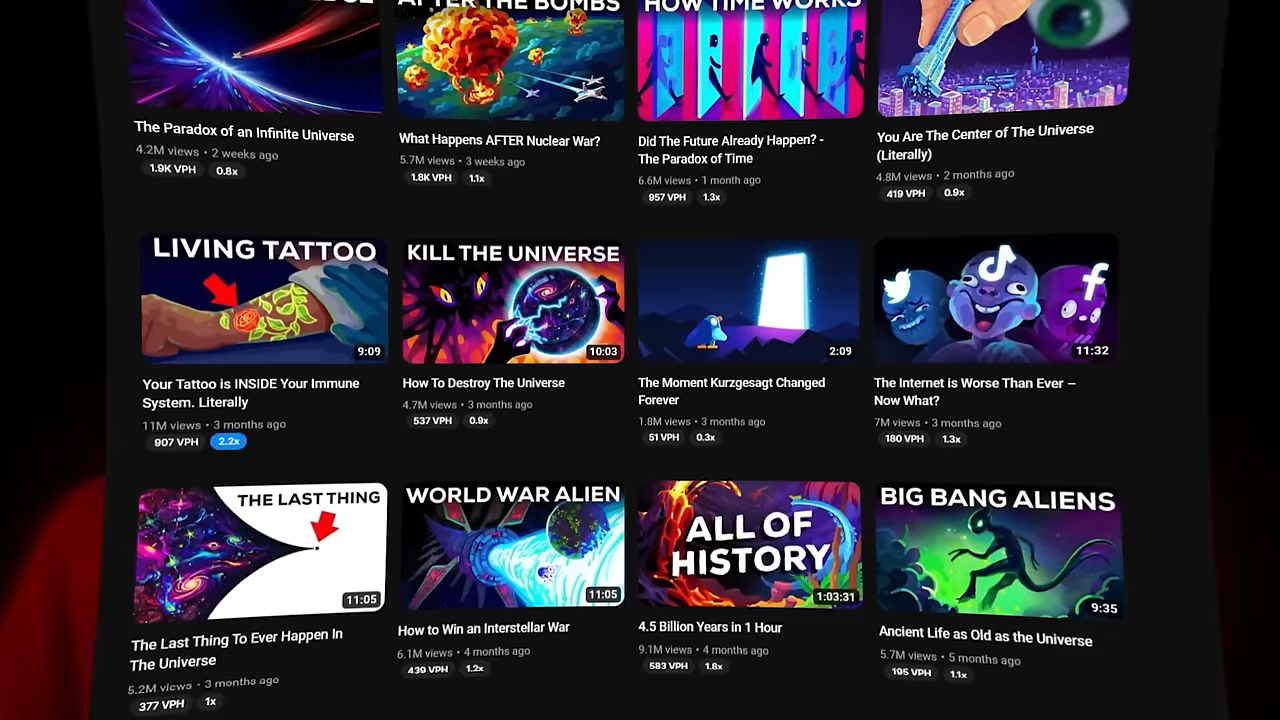 AFTER THE BOMBS
HOW TIME WORKS
The Paradox of an Infinite Universe
4.2M views • 2 weeks ago
1.9K VPH 0.8x
What Happens AFTER Nuclear War?
5.7M views • 3 weeks ago
1.8K VPH 1.1x
Did The Future Already Happen? -
The Paradox of Time
6.6M views • 1 month ago
957 VPH 1.3x
You Are The Center of The Universe
(Literally)
4.8M views • 2 months ago
419 VPH 0.9x
LIVING TATTOO
9:09
Your Tattoo is INSIDE Your Immune
System. Literally
11M views • 3 months ago
907 VPH 2.2x
KILL THE UNIVERSE
10:03
How To Destroy The Universe
4.7M views • 3 months ago
537 VPH 0.9x
2:09
The Moment Kurzgesagt Changed
Forever
1.8M views • 3 months ago
51 VPH 0.3x
11:32
The Internet is Worse Than Ever –
Now What?
7M views • 3 months ago
180 VPH 1.3x
THE LAST THING
11:05
The Last Thing To Ever Happen In
The Universe
5.2M views • 3 months ago
377 VPH 1x
WORLD WAR ALIEN
11:05
How to Win an Interstellar War
6.1M views • 4 months ago
439 VPH 1.2x
ALL OF
HISTORY
1:03:31
4.5 Billion Years in 1 Hour
9.1M views • 4 months ago
583 VPH 1.8x
BIG BANG ALIENS
9:35
Ancient Life as Old as the Universe
5.7M views • 5 months ago
195 VPH 1.1x